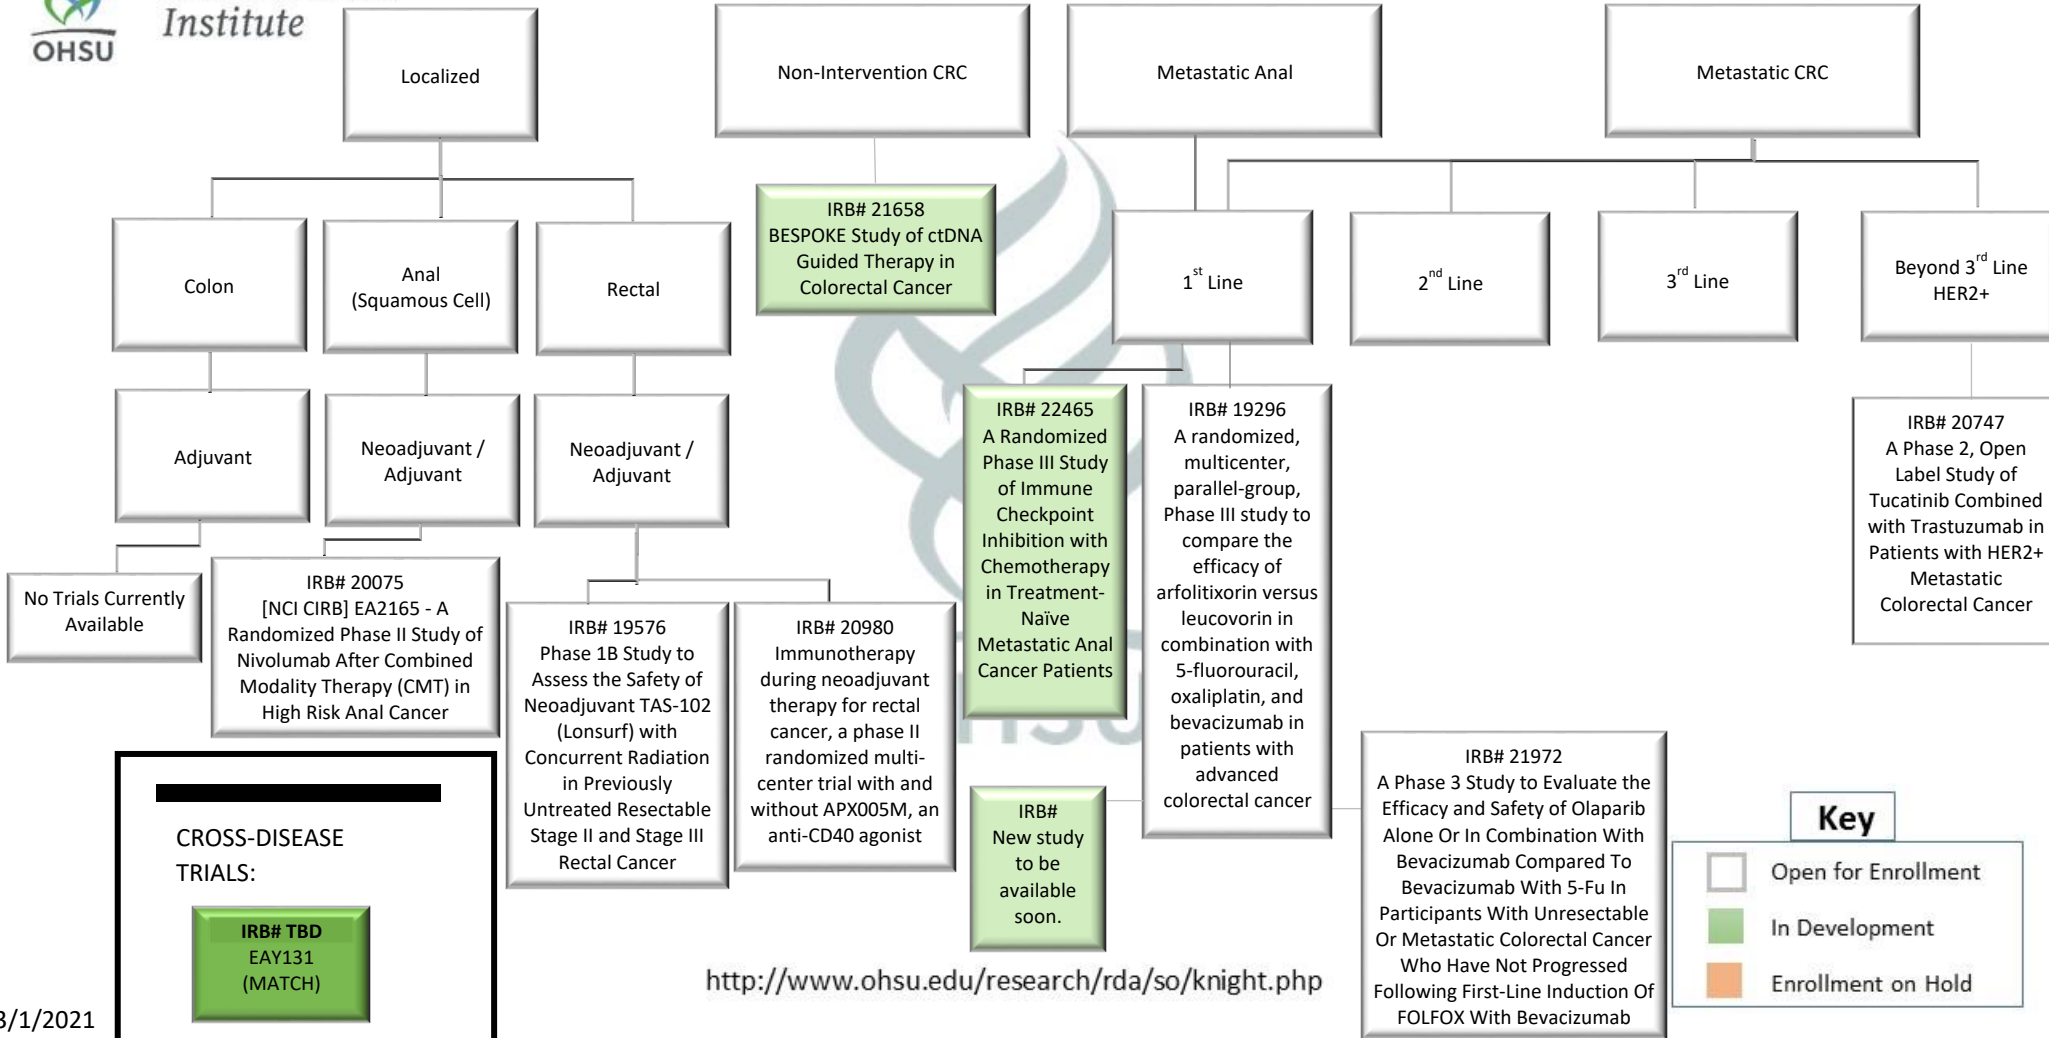 Institute
OHSU
Localized
Non-Intervention CRC
Metastatic Anal
Metastatic CRC
IRB# 21658
BESPOKE Study of ctDNA
Guided Therapy in
Colorectal Cancer
Colon
Anal
(Squamous Cell)
Rectal
1st Line
2nd Line
3rd Line
Beyond 3rd Line
HER2+
Adjuvant
Neoadjuvant /
Adjuvant
Neoadjuvant /
Adjuvant
No Trials Currently
Available
IRB# 20075
[NCI CIRB] EA2165 - A
Randomized Phase II Study of
Nivolumab After Combined
Modality Therapy (CMT) in
High Risk Anal Cancer
IRB# 19576
Phase 1B Study to
Assess the Safety of
Neoadjuvant TAS-102
(Lonsurf) with
Concurrent Radiation
in Previously
Untreated Resectable
Stage II and Stage III
Rectal Cancer
IRB# 20980
Immunotherapy
during neoadjuvant
therapy for rectal
cancer, a phase II
randomized multi-
center trial with and
without APX005M, an
anti-CD40 agonist
IRB# 22465
A Randomized
Phase III Study
of Immune
Checkpoint
Inhibition with
Chemotherapy
in Treatment-
Naïve
Metastatic Anal
Cancer Patients
IRB# 19296
A randomized,
multicenter,
parallel-group,
Phase III study to
compare the
efficacy of
arfolitixorin versus
leucovorin in
combination with
5-fluorouracil,
oxaliplatin, and
bevacizumab in
patients with
advanced
colorectal cancer
IRB# 20747
A Phase 2, Open
Label Study of
Tucatinib Combined
with Trastuzumab in
Patients with HER2+
Metastatic
Colorectal Cancer
IRB#
New study
to be
available
soon.
IRB# 21972
A Phase 3 Study to Evaluate the
Efficacy and Safety of Olaparib
Alone Or In Combination With
Bevacizumab Compared To
Bevacizumab With 5-Fu In
Participants With Unresectable
Or Metastatic Colorectal Cancer
Who Have Not Progressed
Following First-Line Induction Of
FOLFOX With Bevacizumab
CROSS-DISEASE
TRIALS:
IRB# TBD
EAY131
(MATCH)
Key
Open for Enrollment
In Development
Enrollment on Hold
http://www.ohsu.edu/research/rda/so/knight.php
3/1/2021